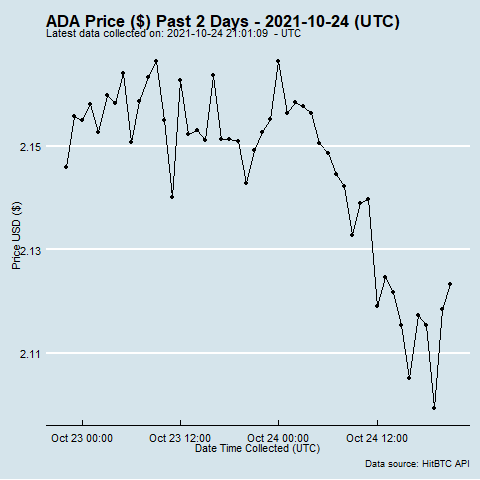 ADA Price ($) Past 2 Days - 2021-10-24 (UTC)
Latest data collected on: 2021-10-24 21:01:09 - UTC
2.15
2.13
2.11
Price USD ($)
Oct 23 00:00 Oct 23 12:00 Oct 24 00:00 Oct 24 12:00
Date Time Collected (UTC)
Data source: HitBTC API